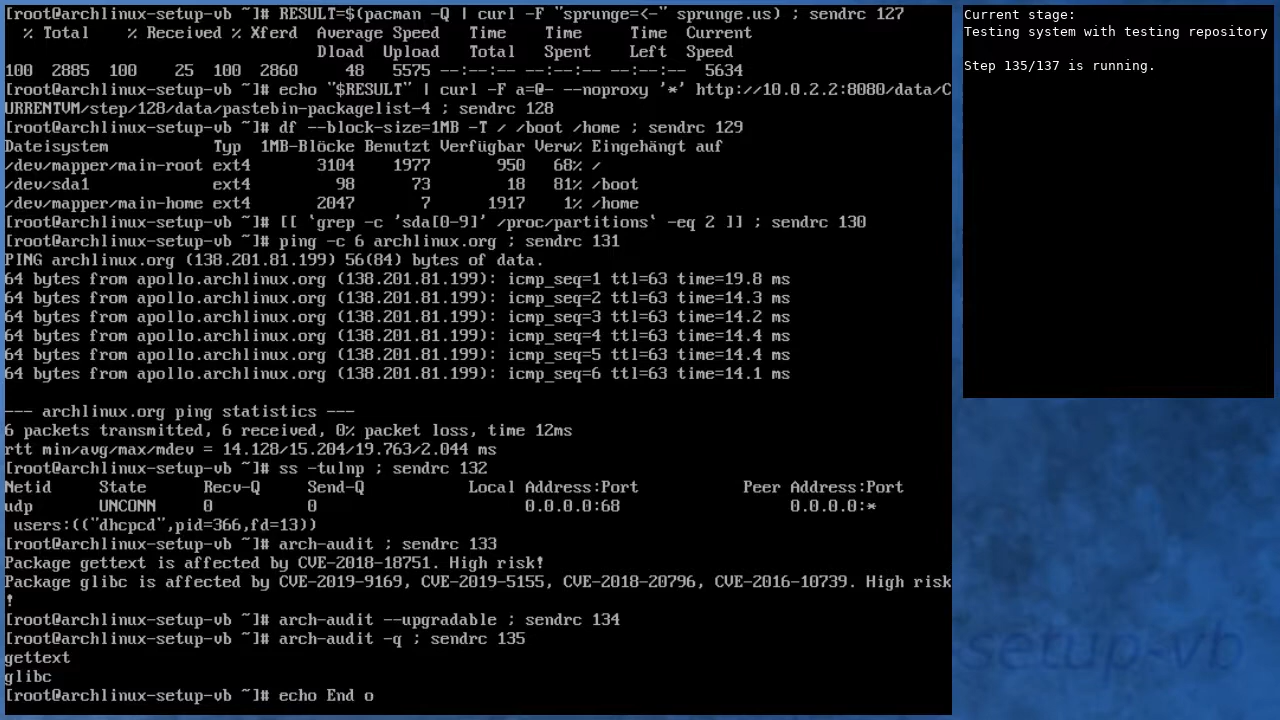 [root@archlinux-setup-vb ~]# RESULT=$(pacman -Q | curl -F "sprunge=<-" sprunge.us) ; sendrc 127
  % Total    % Received % Xferd  Average Speed   Time    Time     Time  Current
                                 Dload  Upload   Total   Spent    Left  Speed
100  2885  100    25  100  2860     48   5575 --:--:-- --:--:-- --:--:--  5634
[root@archlinux-setup-vb ~]# echo "$RESULT" | curl -F a=@- --noproxy '*' http://10.0.2.2:8080/data/C
URRENTVM/step/128/data/pastebin-packagelist-4 ; sendrc 128
[root@archlinux-setup-vb ~]# df --block-size=1MB -T / /boot /home ; sendrc 129
Dateisystem           Typ  1MB-Blöcke Benutzt Verfügbar Verw% Eingehängt auf
/dev/mapper/main-root ext4       3104    1977       950   68% /
/dev/sda1             ext4         98      73        18   81% /boot
/dev/mapper/main-home ext4       2047       7      1917    1% /home
[root@archlinux-setup-vb ~]# [[ `grep -c 'sda[0-9]' /proc/partitions` -eq 2 ]] ; sendrc 130
[root@archlinux-setup-vb ~]# ping -c 6 archlinux.org ; sendrc 131
PING archlinux.org (138.201.81.199) 56(84) bytes of data.
64 bytes from apollo.archlinux.org (138.201.81.199): icmp_seq=1 ttl=63 time=19.8 ms
64 bytes from apollo.archlinux.org (138.201.81.199): icmp_seq=2 ttl=63 time=14.3 ms
64 bytes from apollo.archlinux.org (138.201.81.199): icmp_seq=3 ttl=63 time=14.2 ms
64 bytes from apollo.archlinux.org (138.201.81.199): icmp_seq=4 ttl=63 time=14.4 ms
64 bytes from apollo.archlinux.org (138.201.81.199): icmp_seq=5 ttl=63 time=14.4 ms
64 bytes from apollo.archlinux.org (138.201.81.199): icmp_seq=6 ttl=63 time=14.1 ms
--- archlinux.org ping statistics ---
6 packets transmitted, 6 received, 0% packet loss, time 12ms
rtt min/avg/max/mdev = 14.128/15.204/19.763/2.044 ms
[root@archlinux-setup-vb ~]# ss -tulnp ; sendrc 132
Netid     State      Recv-Q     Send-Q           Local Address:Port           Peer Address:Port
udp       UNCONN     0          0                      0.0.0.0:68                  0.0.0.0:*
 users:(("dhcpcd",pid=366,fd=13))
[root@archlinux-setup-vb ~]# arch-audit ; sendrc 133
Package gettext is affected by CVE-2018-18751. High risk!
Package glibc is affected by CVE-2019-9169, CVE-2019-5155, CVE-2018-20796, CVE-2016-10739. High risk
!
[root@archlinux-setup-vb ~]# arch-audit --upgradable ; sendrc 134
[root@archlinux-setup-vb ~]# arch-audit -q ; sendrc 135
gettext
glibc
[root@archlinux-setup-vb ~]# echo End o
Current stage:
Testing system with testing repository
Step 135/137 is running.
setup-vb